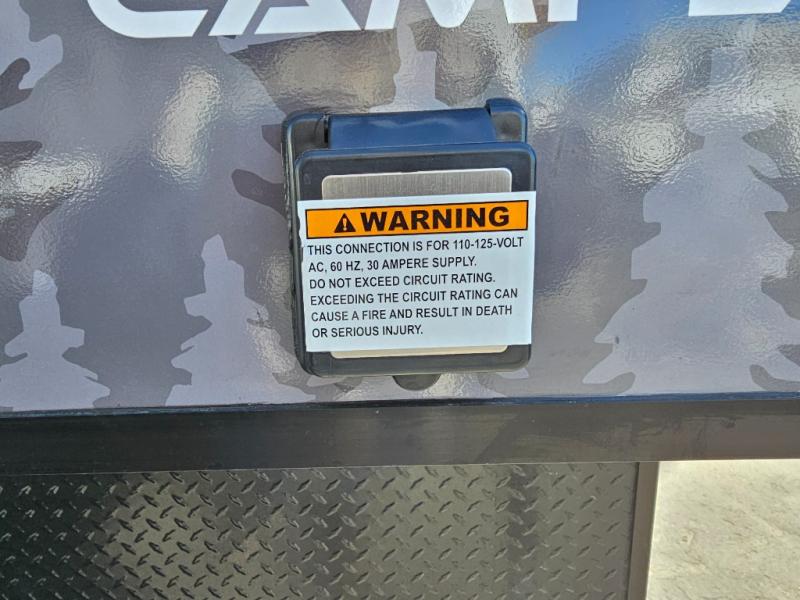 WARNING
THIS CONNECTION IS FOR 110-125-VOLT
AC, 60 HZ, 30 AMPERE SUPPLY.
DO NOT EXCEED CIRCUIT RATING.
EXCEEDING THE CIRCUIT RATING CAN
CAUSE A FIRE AND RESULT IN DEATH
OR SERIOUS INJURY.